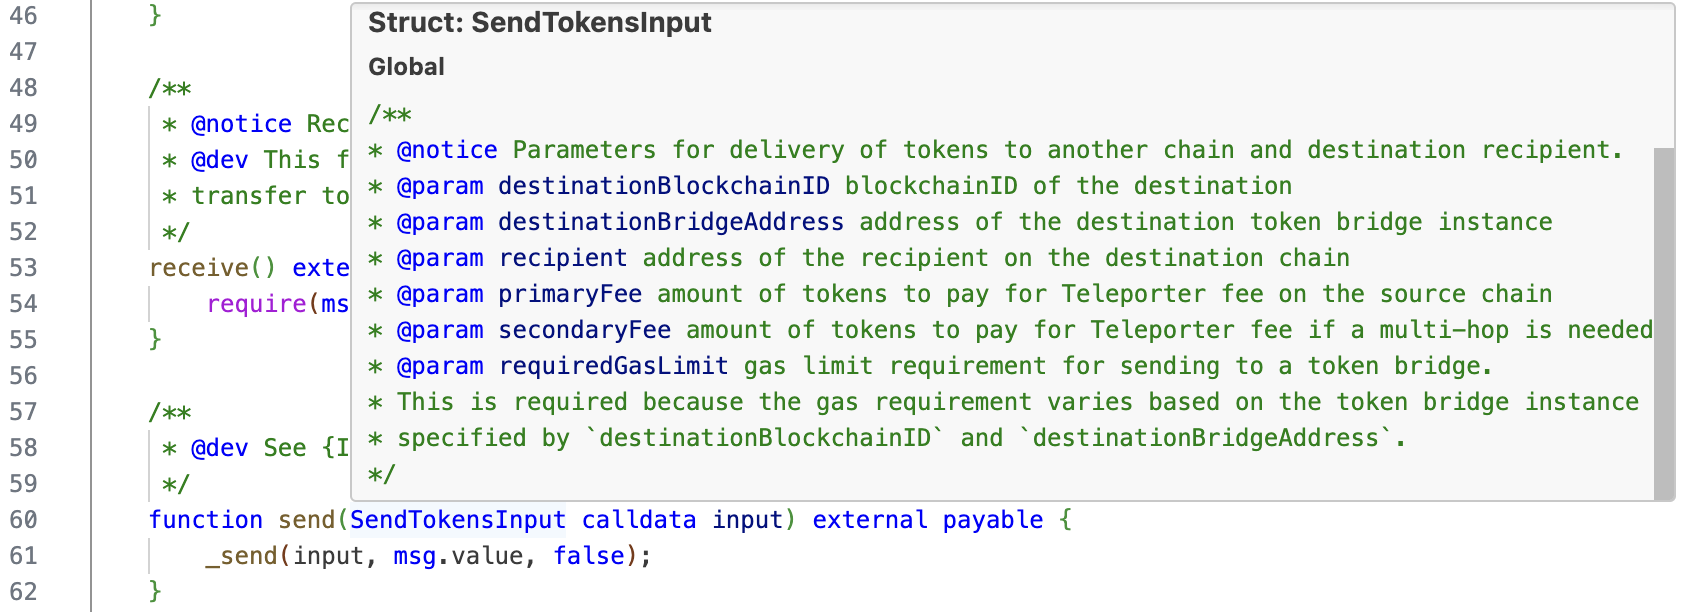 46 }
47
48 /**
49 * @notice Rec
50 * @dev This f
51 * transfer to
52 */
53 receive() exte
54 require(ms
55 }
56
57 /**
58 * @dev See {I
59 */
60 function send(SendTokensInput calldata input) external payable {
61 _send(input, msg.value, false);
62 }
Struct: SendTokensInput
Global
/**
* @notice Parameters for delivery of tokens to another chain and destination recipient.
* @param destinationBlockchainID blockchainID of the destination
* @param destinationBridgeAddress address of the destination token bridge instance
* @param recipient address of the recipient on the destination chain
* @param primaryFee amount of tokens to pay for Teleporter fee on the source chain
* @param secondaryFee amount of tokens to pay for Teleporter fee if a multi-hop is needed
* @param requiredGasLimit gas limit requirement for sending to a token bridge.
* This is required because the gas requirement varies based on the token bridge instance
* specified by `destinationBlockchainID` and `destinationBridgeAddress`.
*/